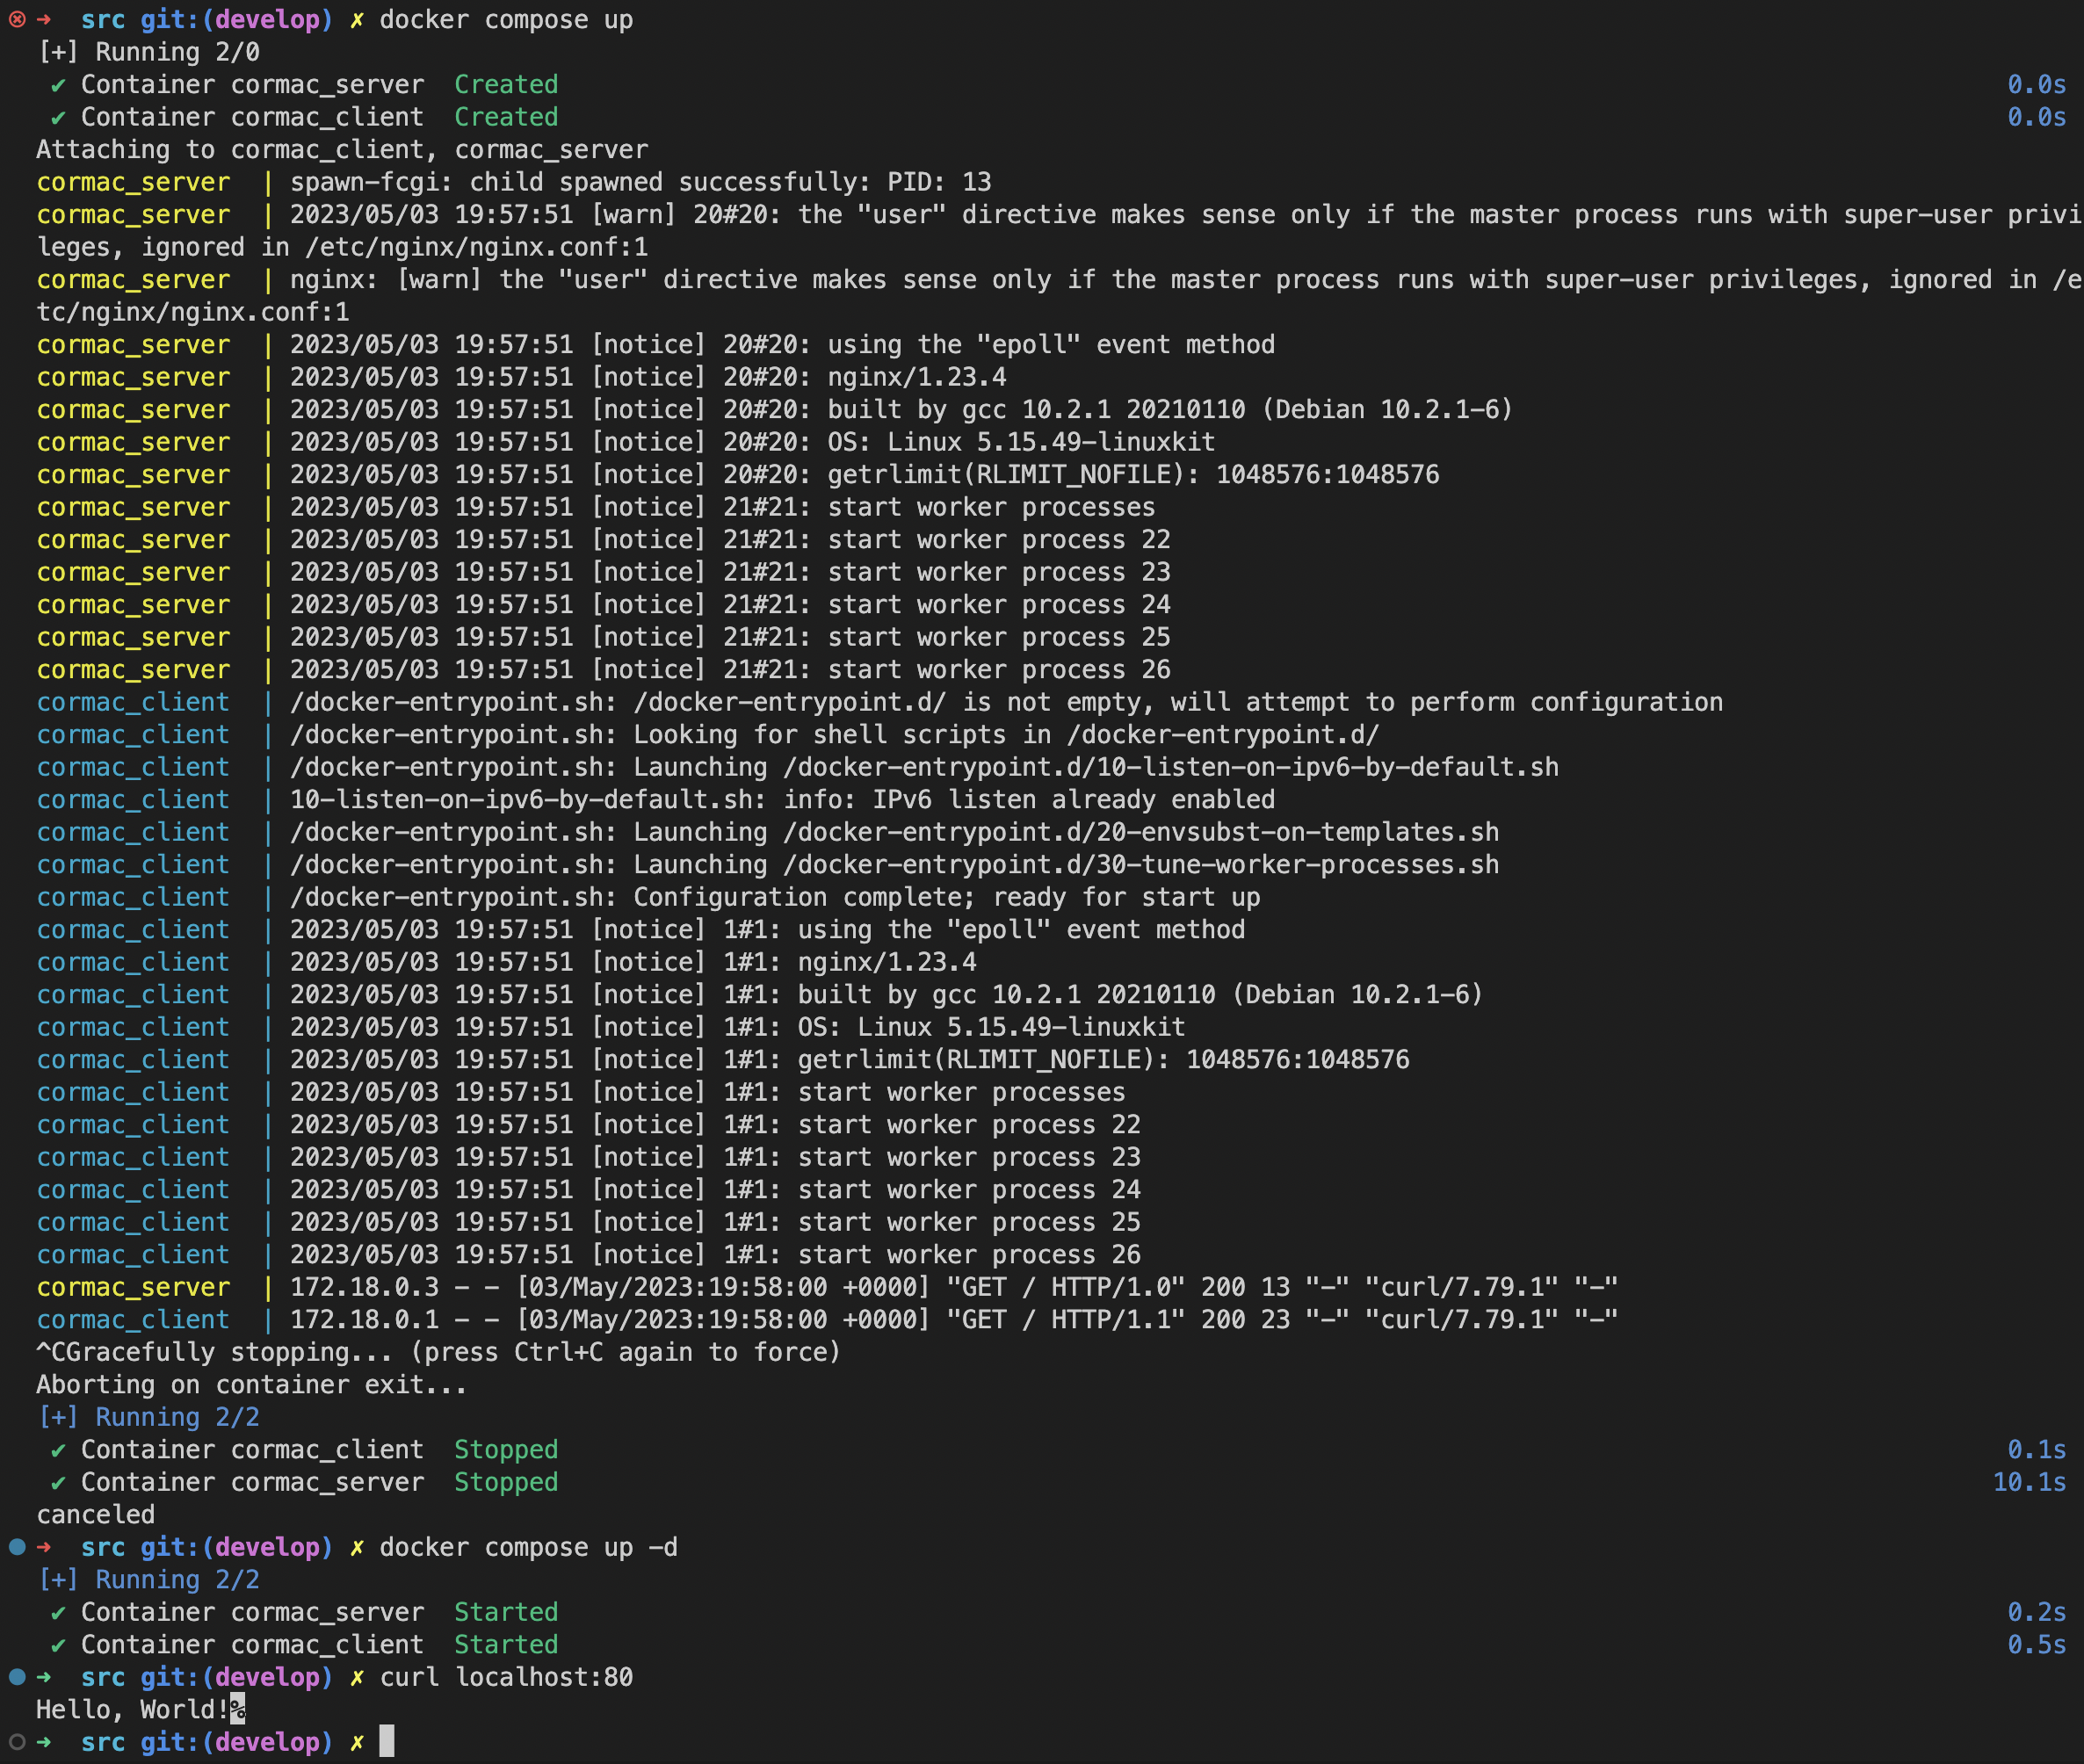 ➜  src git:(develop) ✗ docker compose up
[+] Running 2/0
 ✔ Container cormac_server  Created 0.0s
 ✔ Container cormac_client  Created 0.0s
Attaching to cormac_client, cormac_server
cormac_server  | spawn-fcgi: child spawned successfully: PID: 13
cormac_server  | 2023/05/03 19:57:51 [warn] 20#20: the "user" directive makes sense only if the master process runs with super-user privi
leges, ignored in /etc/nginx/nginx.conf:1
cormac_server  | nginx: [warn] the "user" directive makes sense only if the master process runs with super-user privileges, ignored in /e
tc/nginx/nginx.conf:1
cormac_server  | 2023/05/03 19:57:51 [notice] 20#20: using the "epoll" event method
cormac_server  | 2023/05/03 19:57:51 [notice] 20#20: nginx/1.23.4
cormac_server  | 2023/05/03 19:57:51 [notice] 20#20: built by gcc 10.2.1 20210110 (Debian 10.2.1-6)
cormac_server  | 2023/05/03 19:57:51 [notice] 20#20: OS: Linux 5.15.49-linuxkit
cormac_server  | 2023/05/03 19:57:51 [notice] 20#20: getrlimit(RLIMIT_NOFILE): 1048576:1048576
cormac_server  | 2023/05/03 19:57:51 [notice] 21#21: start worker processes
cormac_server  | 2023/05/03 19:57:51 [notice] 21#21: start worker process 22
cormac_server  | 2023/05/03 19:57:51 [notice] 21#21: start worker process 23
cormac_server  | 2023/05/03 19:57:51 [notice] 21#21: start worker process 24
cormac_server  | 2023/05/03 19:57:51 [notice] 21#21: start worker process 25
cormac_server  | 2023/05/03 19:57:51 [notice] 21#21: start worker process 26
cormac_client  | /docker-entrypoint.sh: /docker-entrypoint.d/ is not empty, will attempt to perform configuration
cormac_client  | /docker-entrypoint.sh: Looking for shell scripts in /docker-entrypoint.d/
cormac_client  | /docker-entrypoint.sh: Launching /docker-entrypoint.d/10-listen-on-ipv6-by-default.sh
cormac_client  | 10-listen-on-ipv6-by-default.sh: info: IPv6 listen already enabled
cormac_client  | /docker-entrypoint.sh: Launching /docker-entrypoint.d/20-envsubst-on-templates.sh
cormac_client  | /docker-entrypoint.sh: Launching /docker-entrypoint.d/30-tune-worker-processes.sh
cormac_client  | /docker-entrypoint.sh: Configuration complete; ready for start up
cormac_client  | 2023/05/03 19:57:51 [notice] 1#1: using the "epoll" event method
cormac_client  | 2023/05/03 19:57:51 [notice] 1#1: nginx/1.23.4
cormac_client  | 2023/05/03 19:57:51 [notice] 1#1: built by gcc 10.2.1 20210110 (Debian 10.2.1-6)
cormac_client  | 2023/05/03 19:57:51 [notice] 1#1: OS: Linux 5.15.49-linuxkit
cormac_client  | 2023/05/03 19:57:51 [notice] 1#1: getrlimit(RLIMIT_NOFILE): 1048576:1048576
cormac_client  | 2023/05/03 19:57:51 [notice] 1#1: start worker processes
cormac_client  | 2023/05/03 19:57:51 [notice] 1#1: start worker process 22
cormac_client  | 2023/05/03 19:57:51 [notice] 1#1: start worker process 23
cormac_client  | 2023/05/03 19:57:51 [notice] 1#1: start worker process 24
cormac_client  | 2023/05/03 19:57:51 [notice] 1#1: start worker process 25
cormac_client  | 2023/05/03 19:57:51 [notice] 1#1: start worker process 26
cormac_server  | 172.18.0.3 - - [03/May/2023:19:58:00 +0000] "GET / HTTP/1.0" 200 13 "-" "curl/7.79.1" "-"
cormac_client  | 172.18.0.1 - - [03/May/2023:19:58:00 +0000] "GET / HTTP/1.1" 200 23 "-" "curl/7.79.1" "-"
^CGracefully stopping... (press Ctrl+C again to force)
Aborting on container exit...
[+] Running 2/2
 ✔ Container cormac_client  Stopped 0.1s
 ✔ Container cormac_server  Stopped 10.1s
canceled
➜  src git:(develop) ✗ docker compose up -d
[+] Running 2/2
 ✔ Container cormac_server  Started 0.2s
 ✔ Container cormac_client  Started 0.5s
➜  src git:(develop) ✗ curl localhost:80
Hello, World!%
➜  src git:(develop) ✗